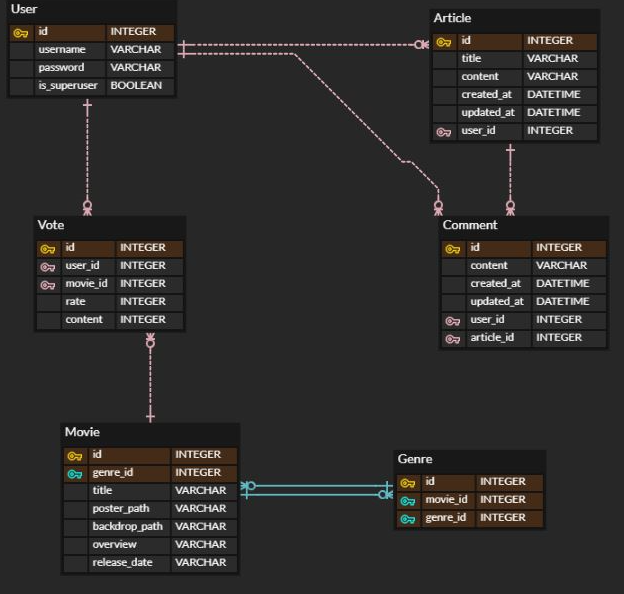 User
id INTEGER
username VARCHAR
password VARCHAR
is_superuser BOOLEAN
Article
id INTEGER
title VARCHAR
content VARCHAR
created_at DATETIME
updated_at DATETIME
user_id INTEGER
Vote
id INTEGER
user_id INTEGER
movie_id INTEGER
rate INTEGER
content INTEGER
Comment
id INTEGER
content VARCHAR
created_at DATETIME
updated_at DATETIME
user_id INTEGER
article_id INTEGER
Movie
id INTEGER
genre_id INTEGER
title VARCHAR
poster_path VARCHAR
backdrop_path VARCHAR
overview VARCHAR
release_date VARCHAR
Genre
id INTEGER
movie_id INTEGER
genre_id INTEGER